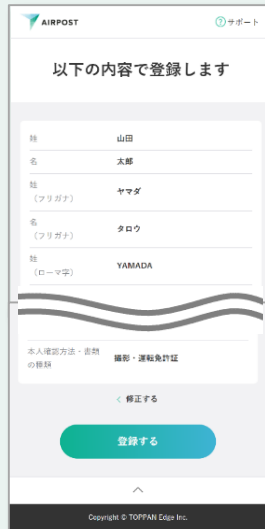 AIRPOST
?サポート
以下の内容で登録します
姓
山田
名
太郎
姓
(フリガナ)
ヤマダ
名
(フリガナ)
タロウ
姓
(ローマ字)
YAMADA
本人確認方法・書類
の種類
撮影・運転免許証
< 修正する
登録する
Copyright © TOPPAN Edge Inc.